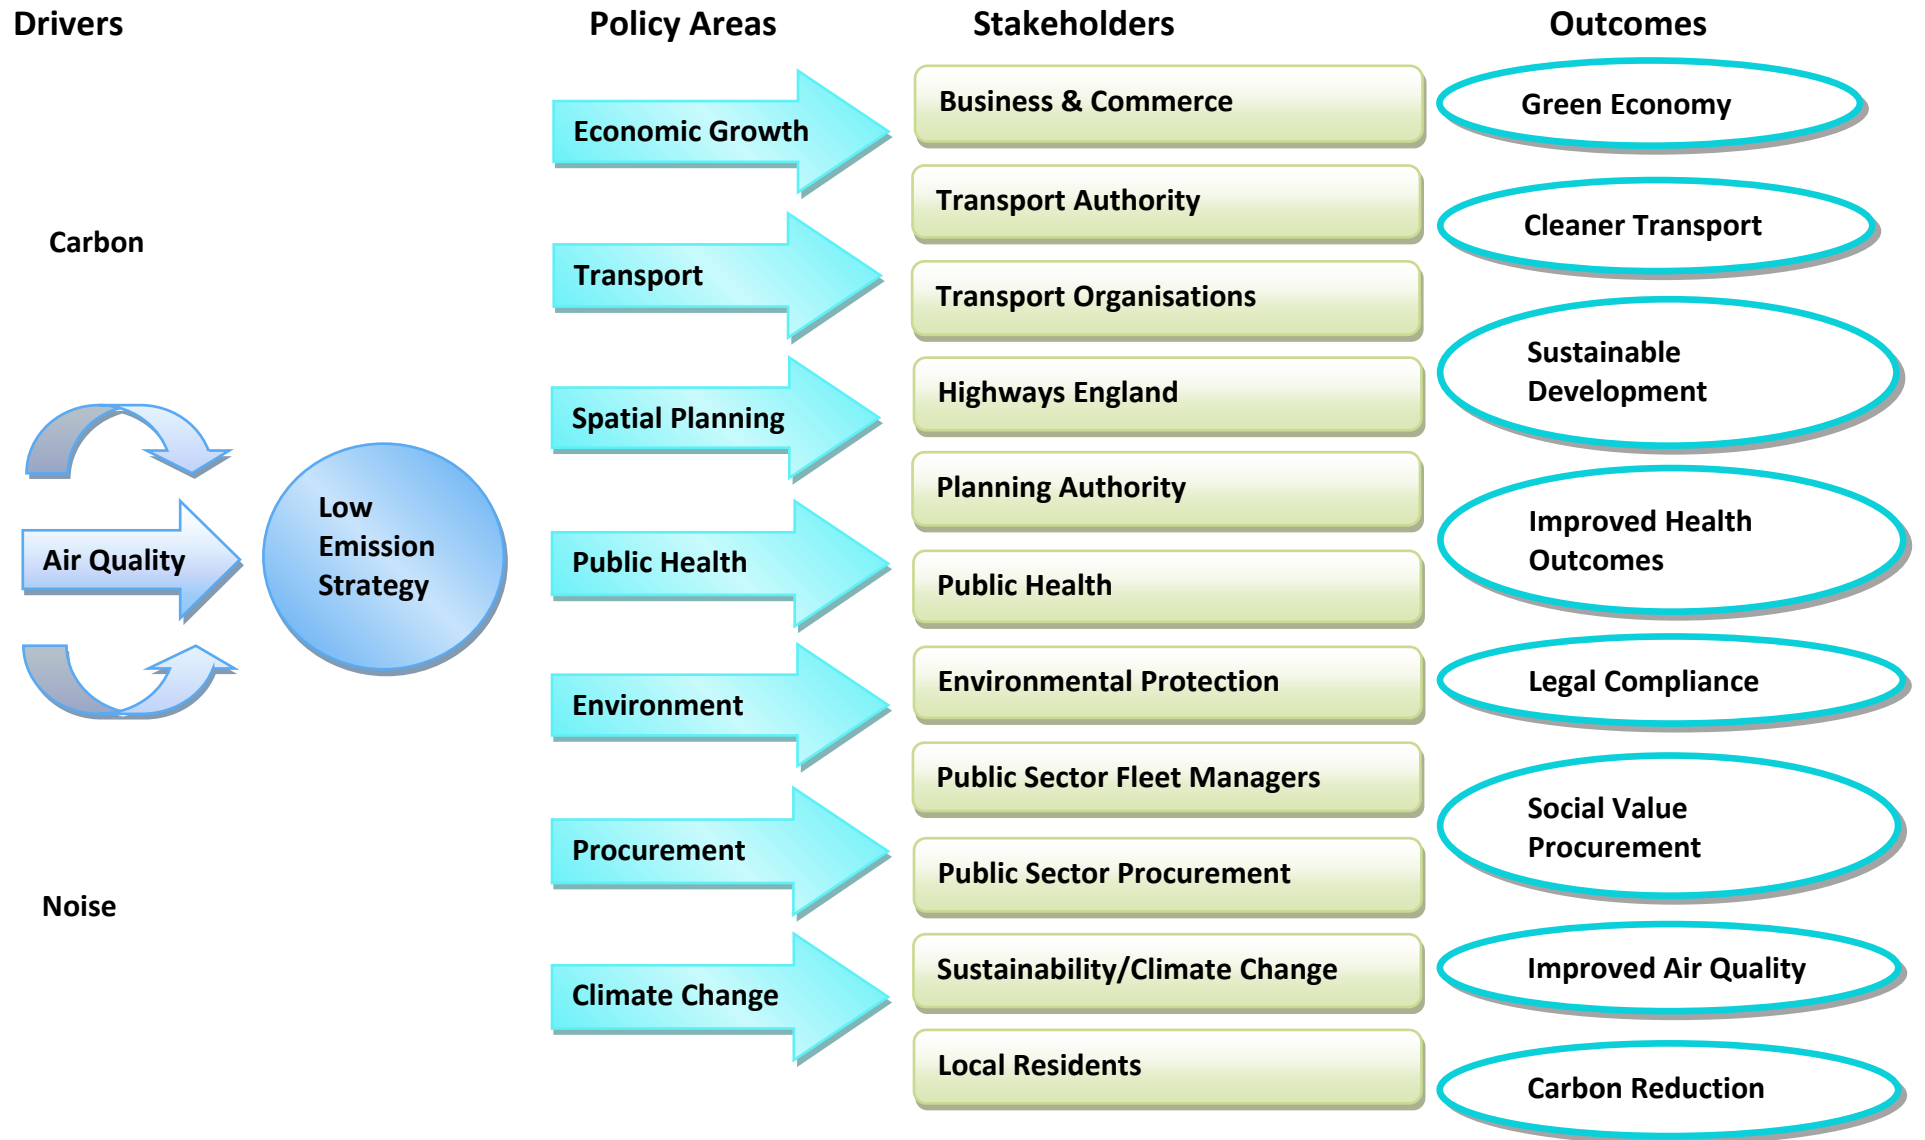 Drivers
Policy Areas
Stakeholders
Outcomes
Carbon
Air Quality
Noise
Low
Emission
Strategy
Economic Growth
Transport
Spatial Planning
Public Health
Environment
Procurement
Climate Change
Business & Commerce
Transport Authority
Transport Organisations
Highways England
Planning Authority
Public Health
Environmental Protection
Public Sector Fleet Managers
Public Sector Procurement
Sustainability/Climate Change
Local Residents
Green Economy
Cleaner Transport
Sustainable
Development
Improved Health
Outcomes
Legal Compliance
Social Value
Procurement
Improved Air Quality
Carbon Reduction